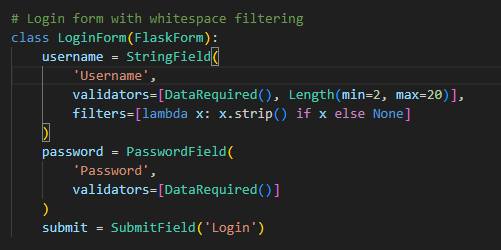 # Login form with whitespace filtering
class LoginForm(FlaskForm):
    username = StringField(
        'Username',
        validators=[DataRequired(), Length(min=2, max=20)],
        filters=[lambda x: x.strip() if x else None]
    )
    password = PasswordField(
        'Password',
        validators=[DataRequired()]
    )
    submit = SubmitField('Login')